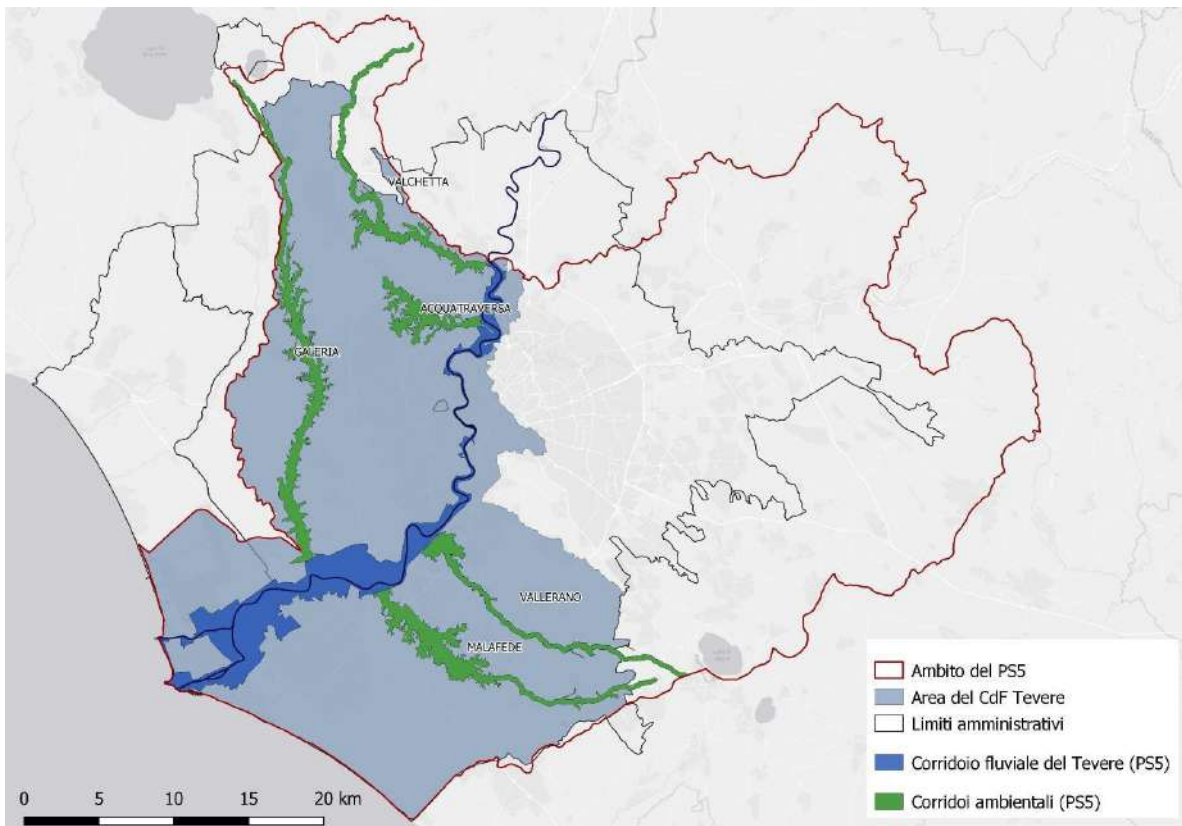 VALCHETTA
ACQUATRAVERSA
GALERIA
VALLERANO
MALAFEDE
Ambito del PS5
Area del CdF Tevere
Limiti amministrativi
Corridoio fluviale del Tevere (PS5)
Corridoi ambientali (PS5)
0 5 10 15 20 km